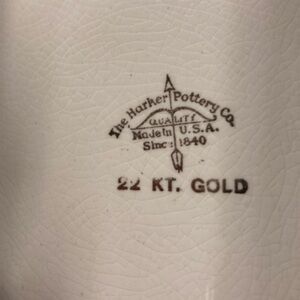 The Harker Pottery Co.
QUALITY
Made in U.S.A.
Since 1840
22 KT. GOLD